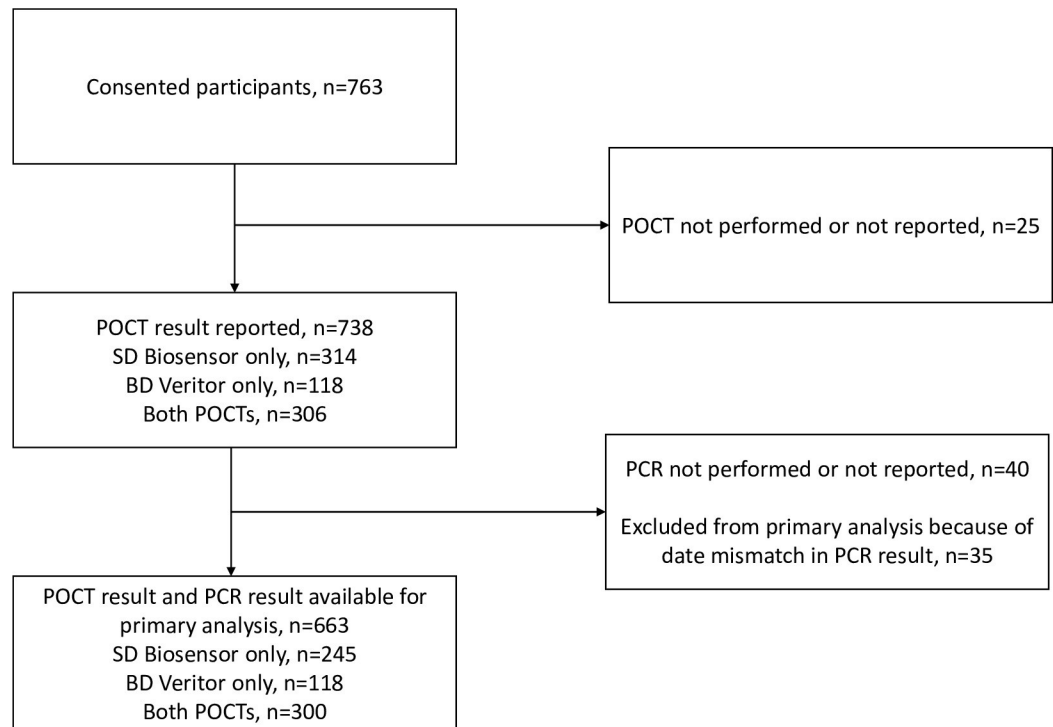 Consented participants, n=763
POCT not performed or not reported, n=25
POCT result reported, n=738
SD Biosensor only, n=314
BD Veritor only, n=118
Both POCTs, n=306
PCR not performed or not reported, n=40
Excluded from primary analysis because of
date mismatch in PCR result, n=35
POCT result and PCR result available for
primary analysis, n=663
SD Biosensor only, n=245
BD Veritor only, n=118
Both POCTs, n=300